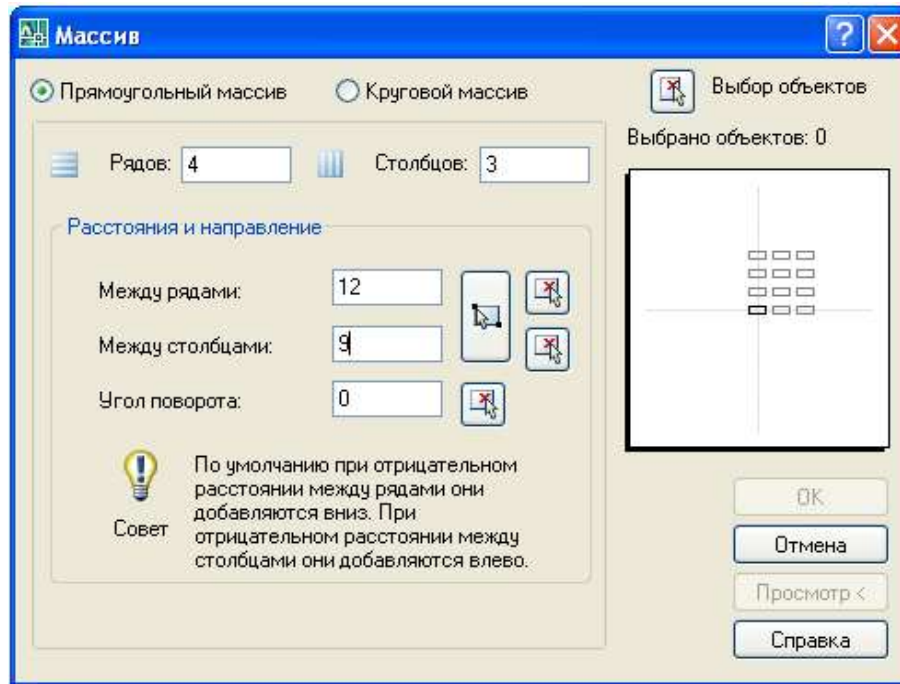 Массив
Прямоугольный массив
Круговой массив
Выбор объектов
Выбрано объектов: 0
Рядов: 4
Столбцов: 3
Расстояния и направление
Между рядами: 12
Между столбцами: 9
Угол поворота: 0
Совет
По умолчанию при отрицательном
расстоянии между рядами они
добавляются вниз. При
отрицательном расстоянии между
столбцами они добавляются влево.
OK
Отмена
Просмотр <
Справка